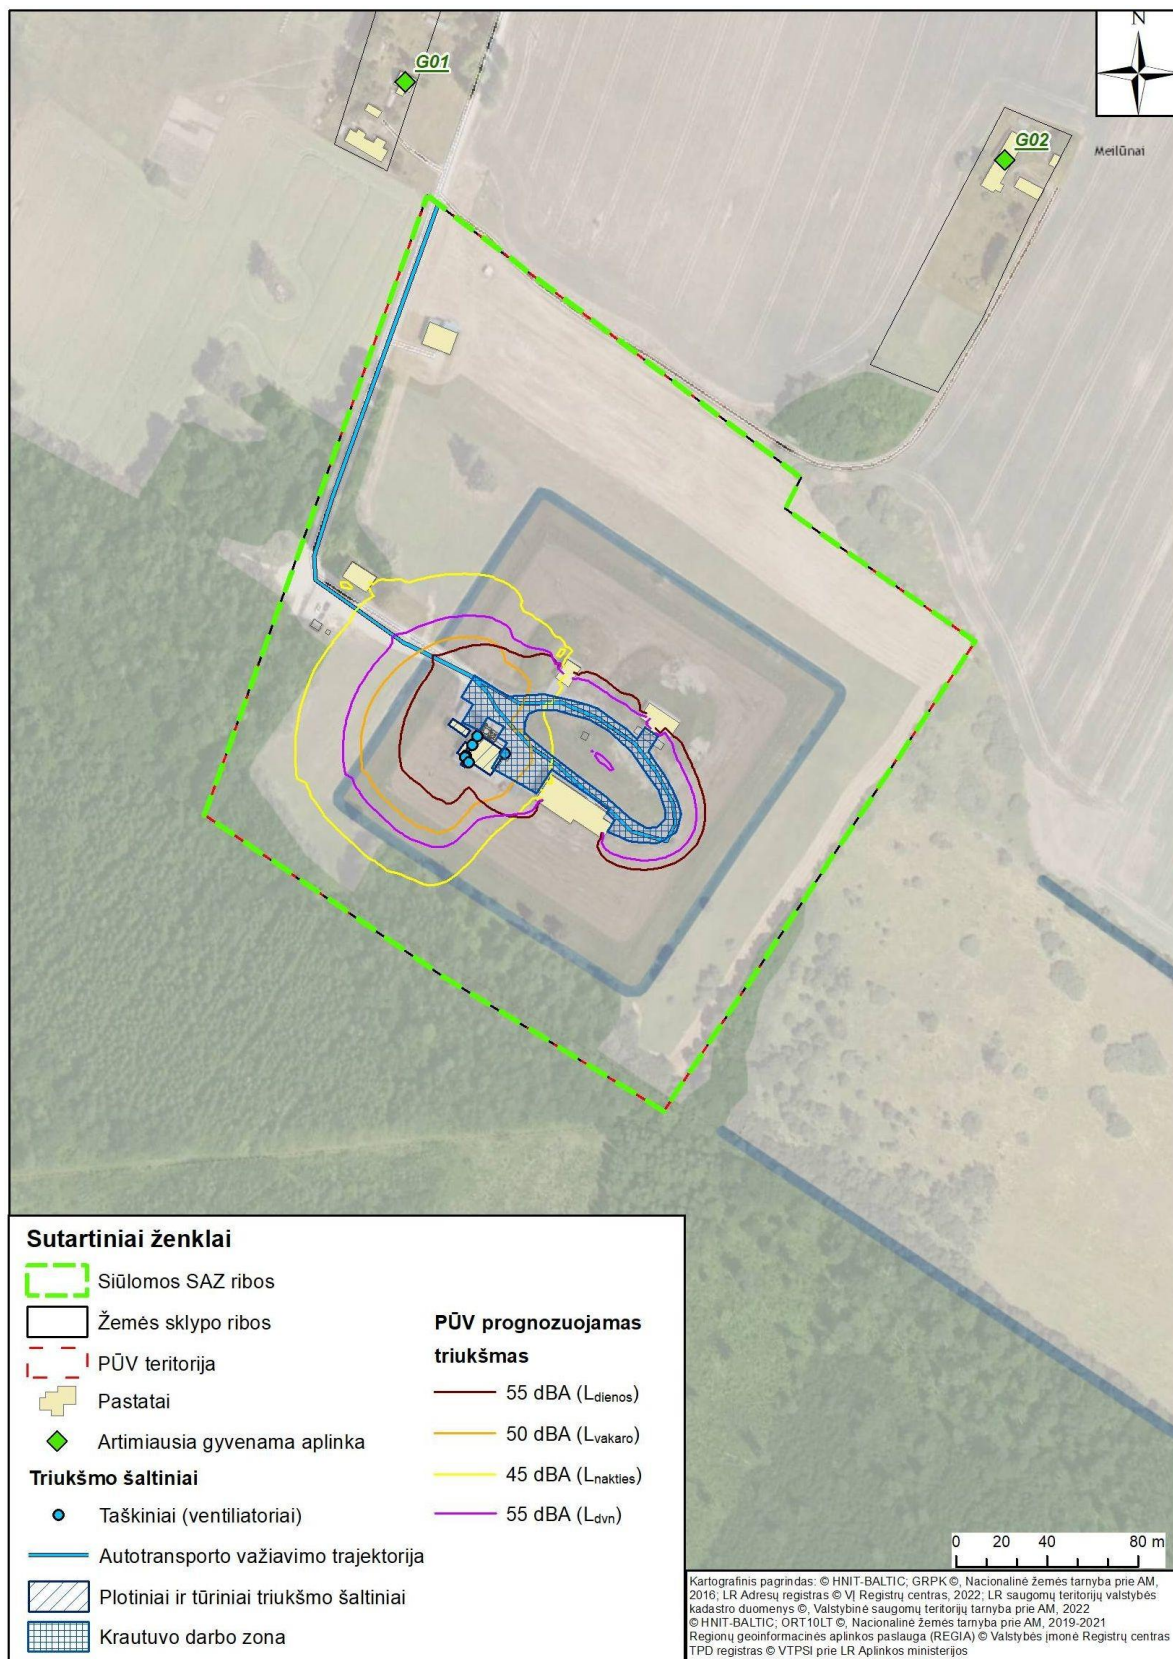 N
G01
G02
Meilūnai
Sutartiniai ženklai
Siūlomos SAZ ribos
Žemės sklypo ribos
PŪV teritorija
Pastatai
Artimiausia gyvenama aplinka
Triukšmo šaltiniai
Taškiniai (ventiliatoriai)
Autotransporto važiavimo trajektorija
Plotiniai ir tūriniai triukšmo šaltiniai
Krautuvo darbo zona
PŪV prognozuojamas
triukšmas
55 dBA (Ldienos)
50 dBA (Lvakaro)
45 dBA (Lnakties)
55 dBA (Ldvn)
0 20 40 80 m
Kartografinis pagrindas: © HNIT-BALTIC; GRPK ©, Nacionalinė žemės tarnyba prie AM,
2016; LR Adresų registras © VĮ Registrų centras, 2022; LR saugomų teritorijų valstybės
kadastro duomenys ©, Valstybinė saugomų teritorijų tarnyba prie AM, 2022
© HNIT-BALTIC; ORT10LT ©, Nacionalinė žemės tarnyba prie AM, 2019-2021
Regionų geoinformacinės aplinkos paslauga (REGIA) © Valstybės įmonė Registrų centras
TPD registras © VTPSI prie LR Aplinkos ministerijos